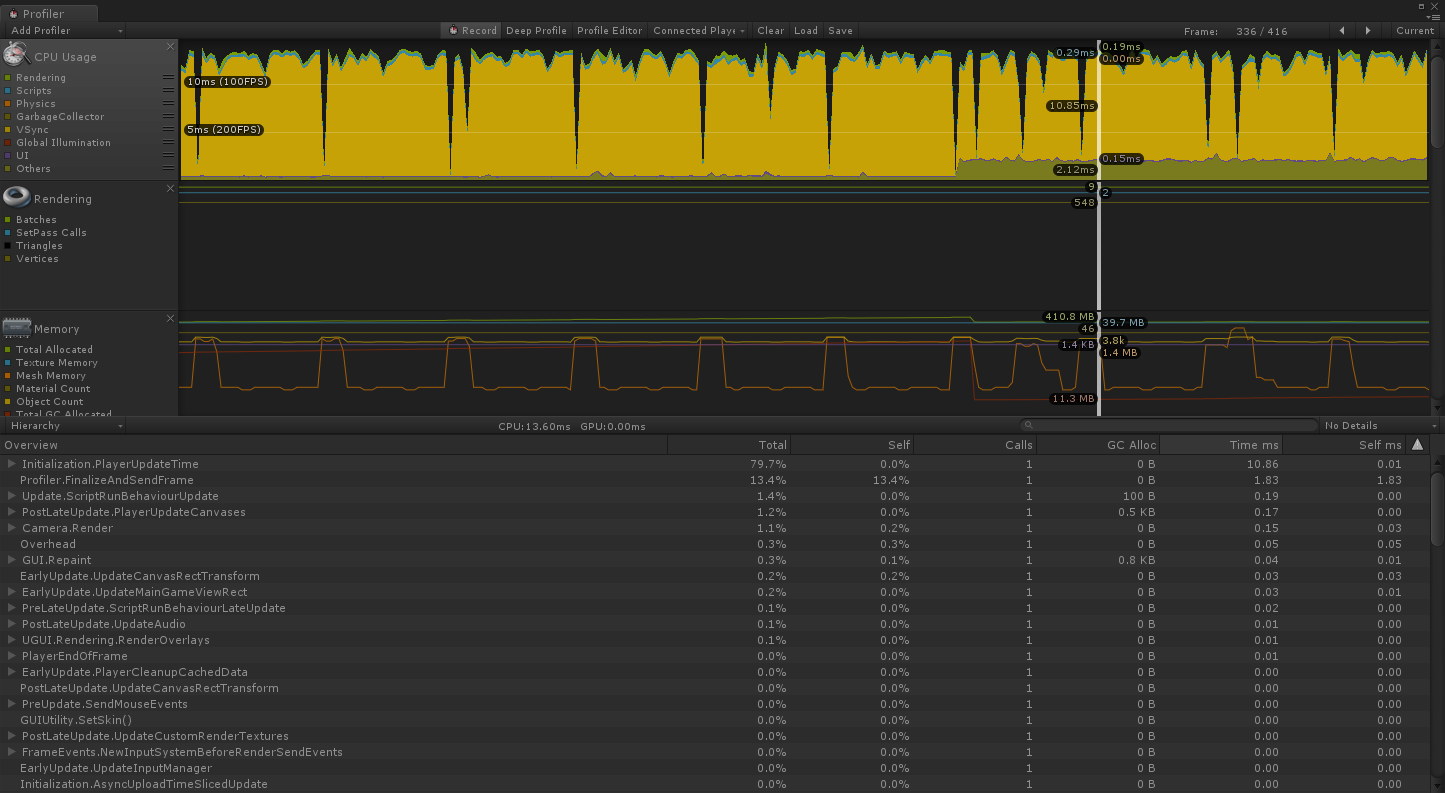 Profiler
Add Profiler Record Deep Profile Profile Editor Connected Playe Clear Load Save Frame: 336 / 416 Current
CPU Usage
Rendering
Scripts
Physics
GarbageCollector
VSync
Global Illumination
UI
Others
10ms (100FPS)
5ms (200FPS)
0.29ms 0.19ms
0.00ms
10.85ms
0.15ms
2.12ms
Rendering
Batches
SetPass Calls
Triangles
Vertices
9 2
548
Memory
Total Allocated
Texture Memory
Mesh Memory
Material Count
Object Count
Total GC Allocated
410.8 MB 39.7 MB
46
3.8k
1.4 KB
1.4 MB
11.3 MB
Hierarchy CPU:13.60ms GPU:0.00ms No Details
Overview Total Self Calls GC Alloc Time ms Self ms
Initialization.PlayerUpdateTime 79.7% 0.0% 1 0 B 10.86 0.01
Profiler.FinalizeAndSendFrame 13.4% 13.4% 1 0 B 1.83 1.83
Update.ScriptRunBehaviourUpdate 1.4% 0.0% 1 100 B 0.19 0.00
PostLateUpdate.PlayerUpdateCanvases 1.2% 0.0% 1 0.5 KB 0.17 0.00
Camera.Render 1.1% 0.2% 1 0 B 0.15 0.03
Overhead 0.3% 0.3% 1 0 B 0.05 0.05
GUI.Repaint 0.3% 0.1% 1 0.8 KB 0.04 0.01
EarlyUpdate.UpdateCanvasRectTransform 0.2% 0.2% 1 0 B 0.03 0.03
EarlyUpdate.UpdateMainGameViewRect 0.2% 0.0% 1 0 B 0.03 0.01
PreLateUpdate.ScriptRunBehaviourLateUpdate 0.1% 0.0% 1 0 B 0.02 0.00
PostLateUpdate.UpdateAudio 0.1% 0.0% 1 0 B 0.01 0.00
UGUI.Rendering.RenderOverlays 0.1% 0.0% 1 0 B 0.01 0.00
PlayerEndOfFrame 0.0% 0.0% 1 0 B 0.01 0.00
EarlyUpdate.PlayerCleanupCachedData 0.0% 0.0% 1 0 B 0.00 0.00
PostLateUpdate.UpdateCanvasRectTransform 0.0% 0.0% 1 0 B 0.00 0.00
PreUpdate.SendMouseEvents 0.0% 0.0% 1 0 B 0.00 0.00
GUIUtility.SetSkin() 0.0% 0.0% 1 0 B 0.00 0.00
PostLateUpdate.UpdateCustomRenderTextures 0.0% 0.0% 1 0 B 0.00 0.00
FrameEvents.NewInputSystemBeforeRenderSendEvents 0.0% 0.0% 1 0 B 0.00 0.00
EarlyUpdate.UpdateInputManager 0.0% 0.0% 1 0 B 0.00 0.00
Initialization.AsyncUploadTimeSlicedUpdate 0.0% 0.0% 1 0 B 0.00 0.00